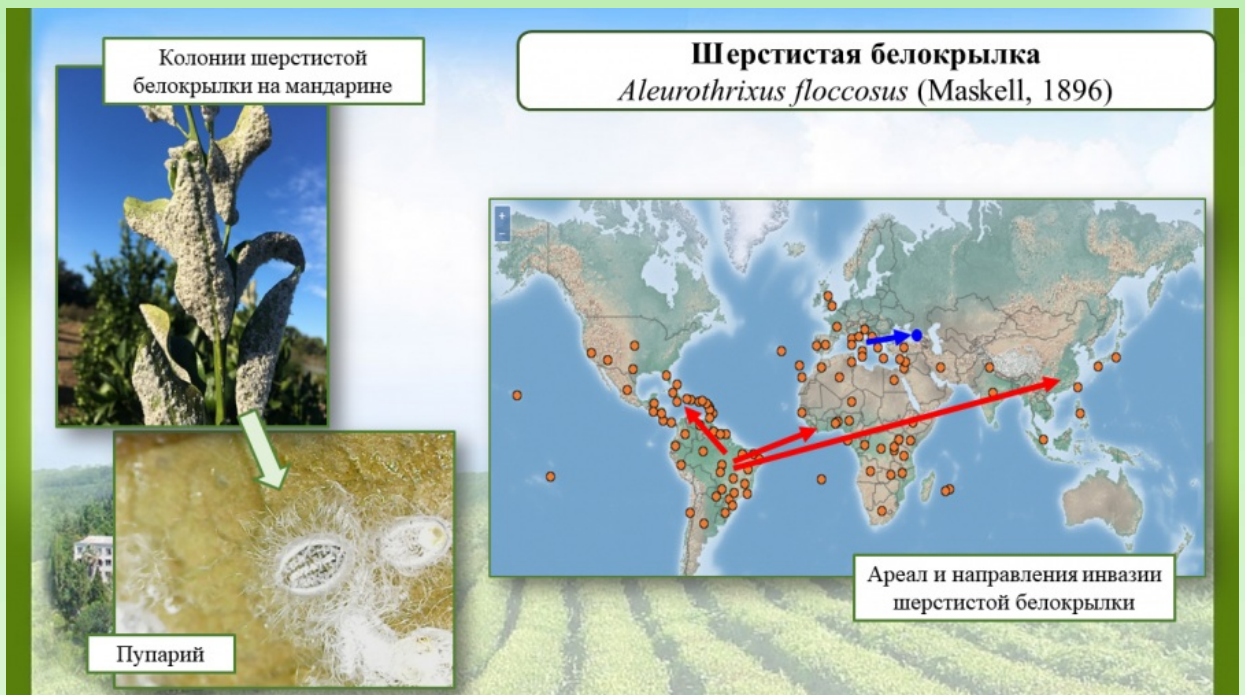 Колонии шерстистой
белокрылки на мандарине
Шерстистая белокрылка
Aleurothrixus floccosus (Maskell, 1896)
Ареал и направления инвазии
шерстистой белокрылки
Пупарий